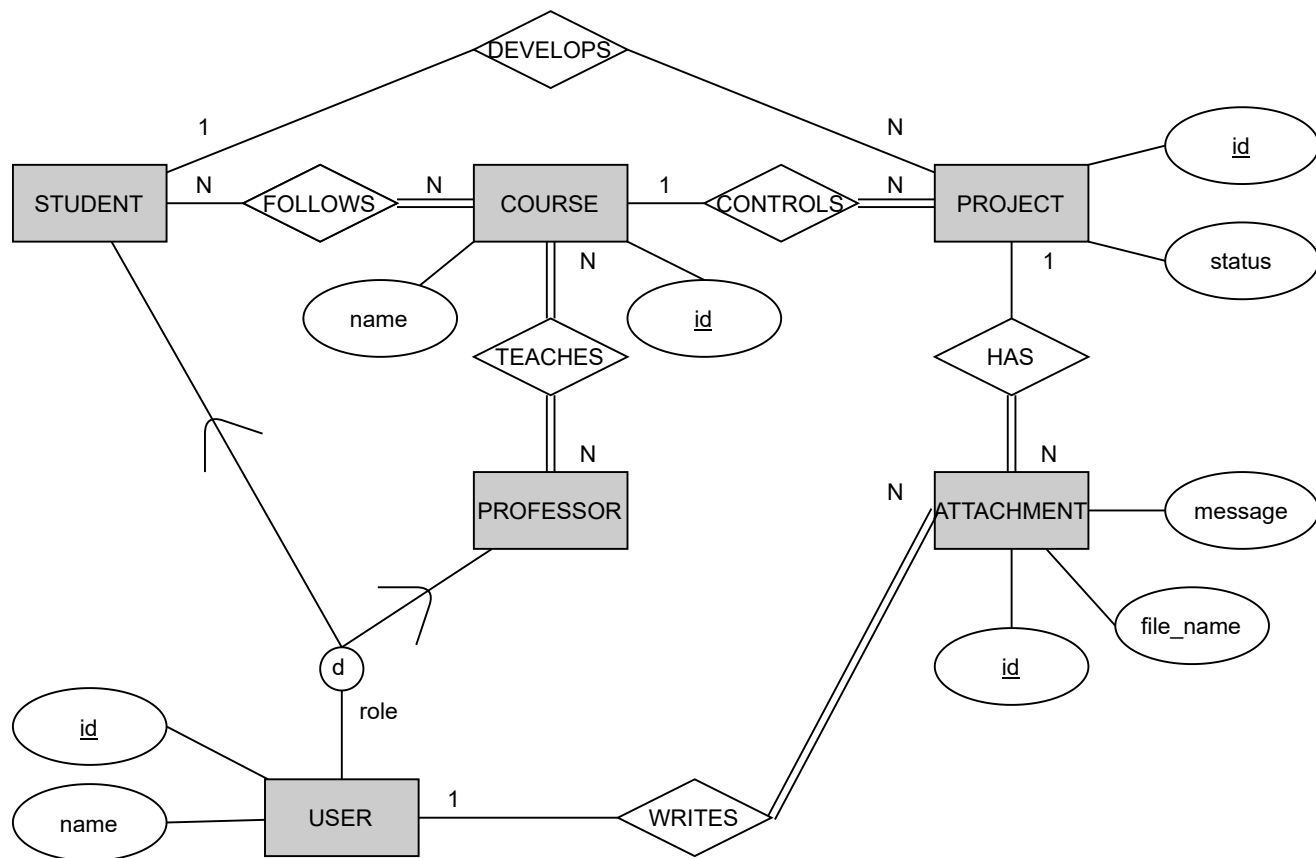 DEVELOPS
1
N
id
STUDENT
N
FOLLOWS
N
COURSE
1
CONTROLS
N
PROJECT
N
1
status
name
id
TEACHES
HAS
N
N
N
PROFESSOR
ATTACHMENT
message
file_name
d
id
role
id
name
USER
1
WRITES